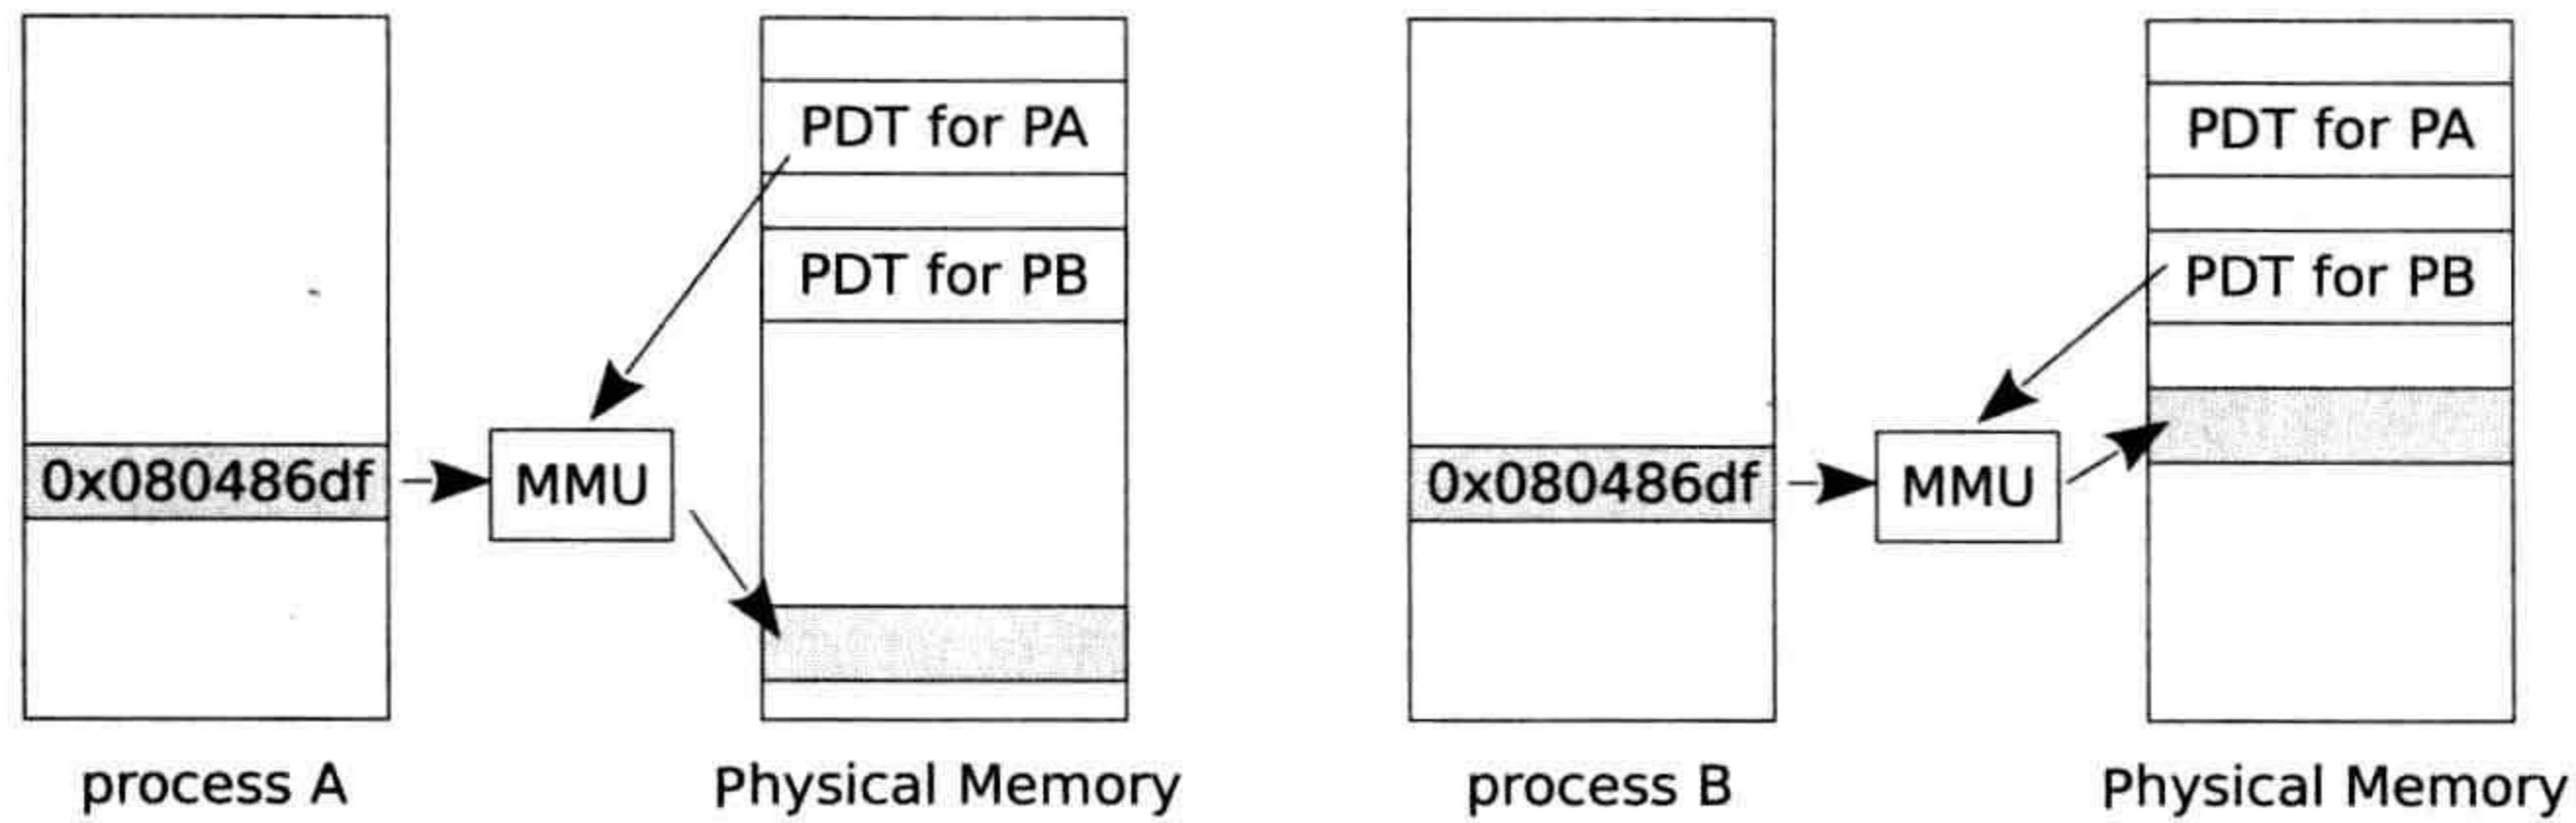 PDT for PA
PDT for PB
0x080486df
MMU
process A
Physical Memory
PDT for PA
PDT for PB
0x080486df
MMU
process B
Physical Memory